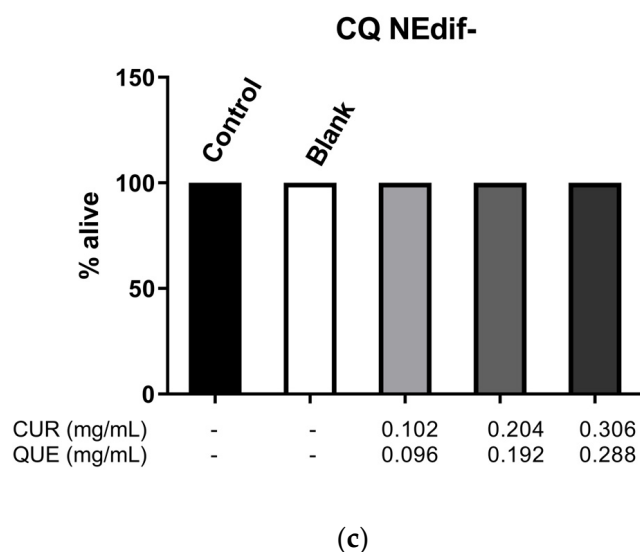 CQ NEdif-
150
100
50
0
% alive
Control
Blank
CUR (mg/mL) - - 0.102 0.204 0.306
QUE (mg/mL) - - 0.096 0.192 0.288
(c)